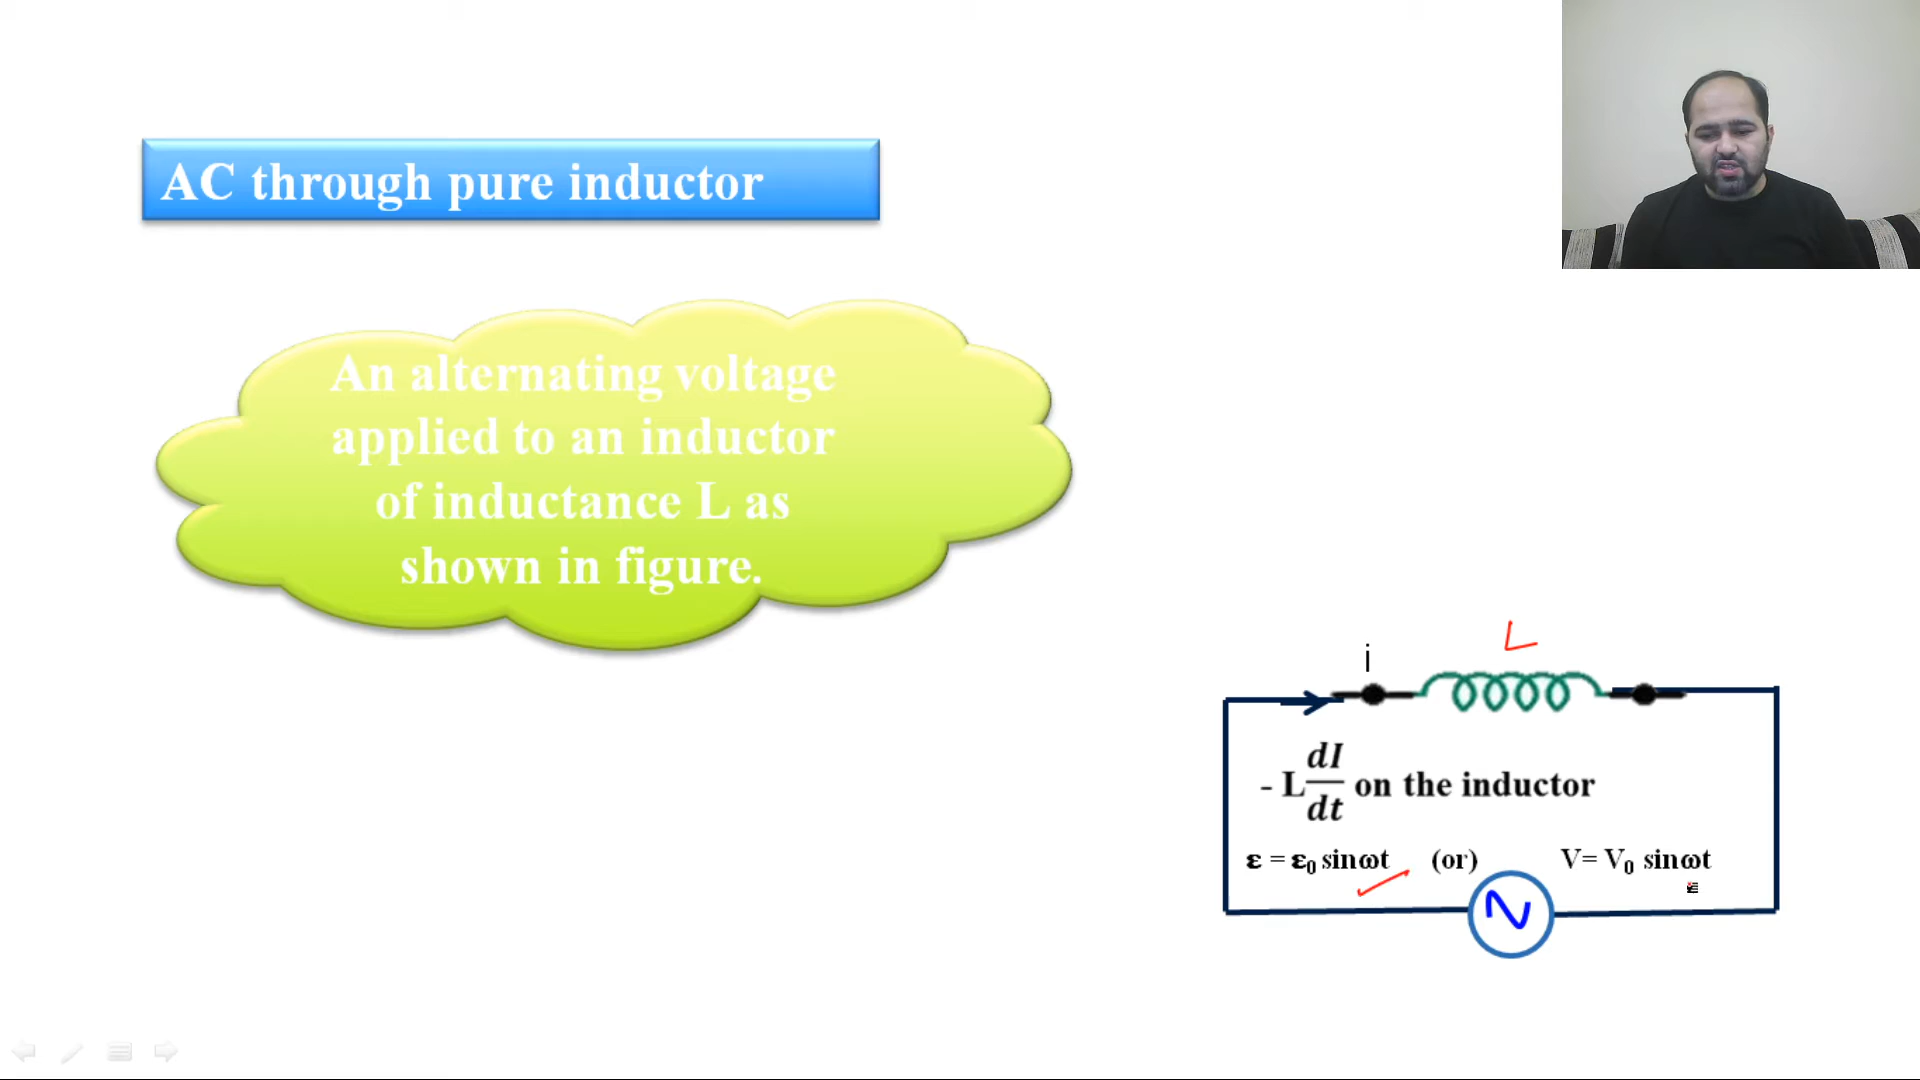 AC through pure inductor
An alternating voltage
applied to an inductor
of inductance L as
shown in figure.
L
i
- L dI/dt on the inductor
ε = ε₀ sinωt (or) V= V₀ sinωt